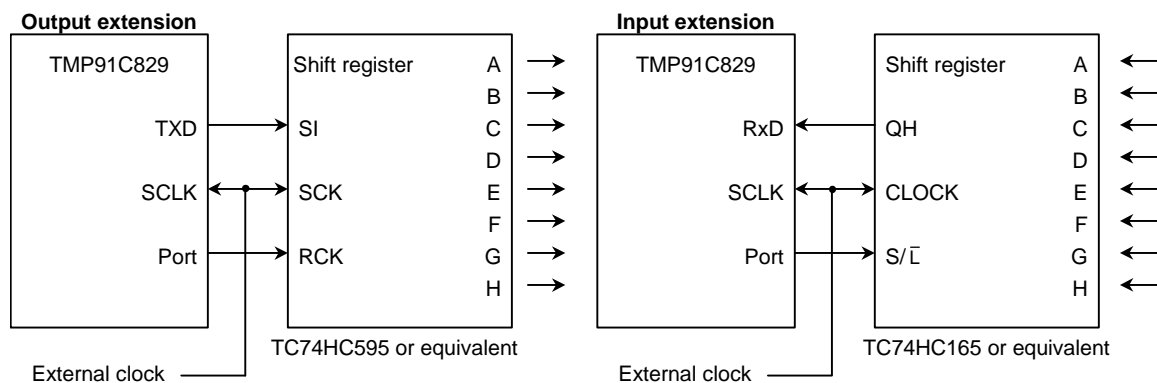 Output extension
TMP91C829
TXD
SCLK
Port
Shift register
SI
SCK
RCK
A
B
C
D
E
F
G
H
TC74HC595 or equivalent
External clock
Input extension
TMP91C829
RxD
SCLK
Port
Shift register
QH
CLOCK
S/L̅
A
B
C
D
E
F
G
H
TC74HC165 or equivalent
External clock